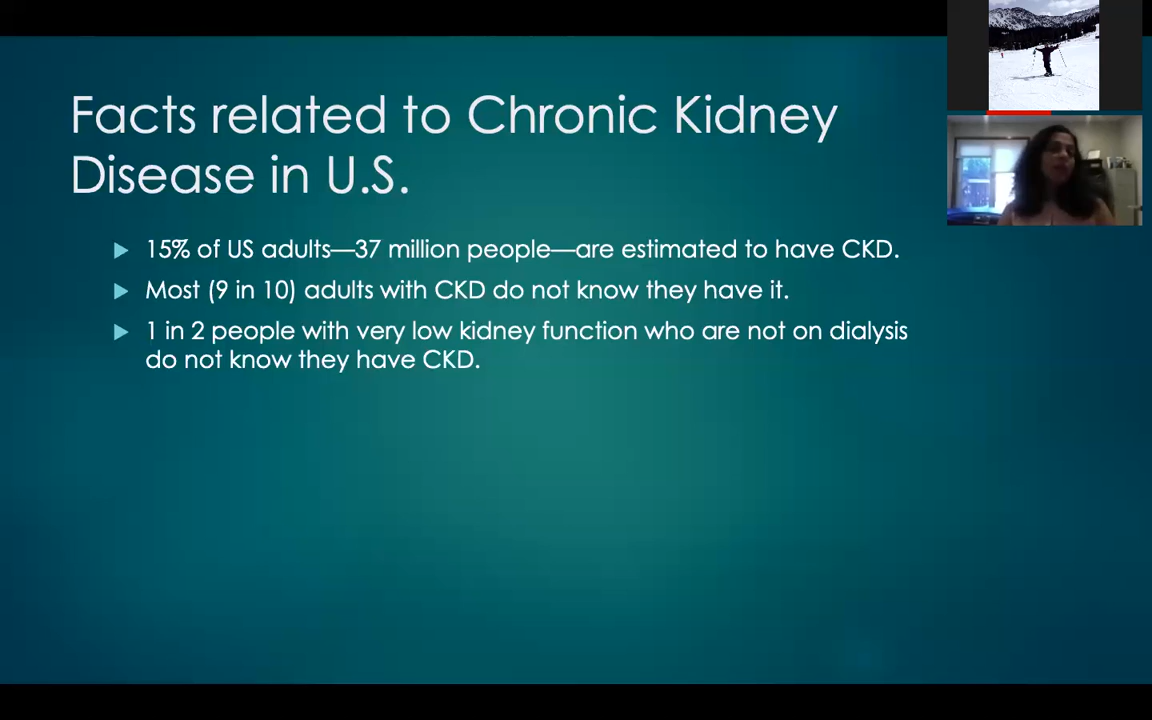 Facts related to Chronic Kidney
Disease in U.S.
15% of US adults—37 million people—are estimated to have CKD.
Most (9 in 10) adults with CKD do not know they have it.
1 in 2 people with very low kidney function who are not on dialysis
do not know they have CKD.